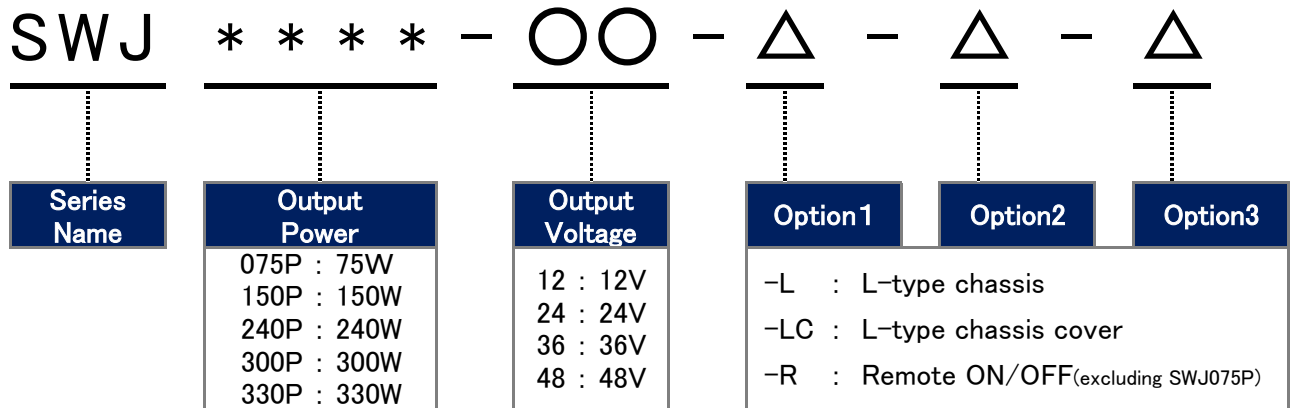 SWJ ＊＊＊＊ － ○○ － △ － △ － △
Series
Name
Output
Power
075P : 75W
150P : 150W
240P : 240W
300P : 300W
330P : 330W
Output
Voltage
12 : 12V
24 : 24V
36 : 36V
48 : 48V
Option1
Option2
Option3
-L : L-type chassis
-LC : L-type chassis cover
-R : Remote ON/OFF(excluding SWJ075P)